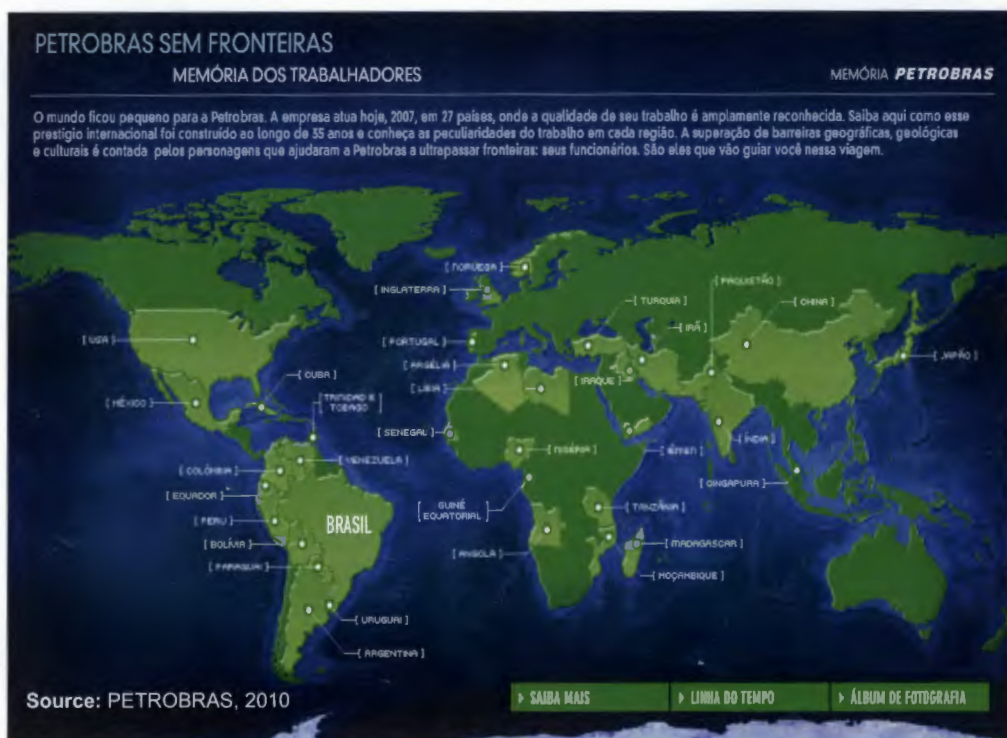 PETROBRAS SEM FRONTEIRAS
MEMÓRIA DOS TRABALHADORES
MEMÓRIA PETROBRAS
O mundo ficou pequeno para a Petrobras. A empresa atua hoje, 2007, em 27 países, onde a qualidade de seu trabalho é amplamente reconhecida. Saiba aqui como esse
prestígio internacional foi construído ao longo de 35 anos e conheça as peculiaridades do trabalho em cada região. A superação de barreiras geográficas, geológicas
e culturais é contada pelos personagens que ajudaram a Petrobras a ultrapassar fronteiras: seus funcionários. São eles que vão guiar você nessa viagem.
[ NORUEGA ]
[ INGLATERRA ]
[ PAQUISTÃO ]
[ TURQUIA ]
[ CHINA ]
[ IRÃ ]
[ USA ]
[ PORTUGAL ]
[ JAPÃO ]
[ ARGÉLIA ]
[ CUBA ]
[ IRAQUE ]
[ LIBIA ]
[ MÉXICO ]
[ TRINIDAD E
TOBAGO ]
[ SENEGAL ]
[ ÍNDIA ]
[ NIGÉRIA ]
[ IÊMEN ]
[ VENEZUELA ]
[ COLÔMBIA ]
[ CINGAPURA ]
[ EQUADOR ]
[ GUINÉ
EQUATORIAL ]
[ TANZÂNIA ]
[ PERU ]
BRASIL
[ BOLÍVIA ]
[ MADAGASCAR ]
[ ANGOLA ]
[ PARAGUAI ]
[ MOÇAMBIQUE ]
[ URUGUAI ]
[ ARGENTINA ]
Source: PETROBRAS, 2010
SAIBA MAIS
LINHA DO TEMPO
ÁLBUM DE FOTOGRAFIA